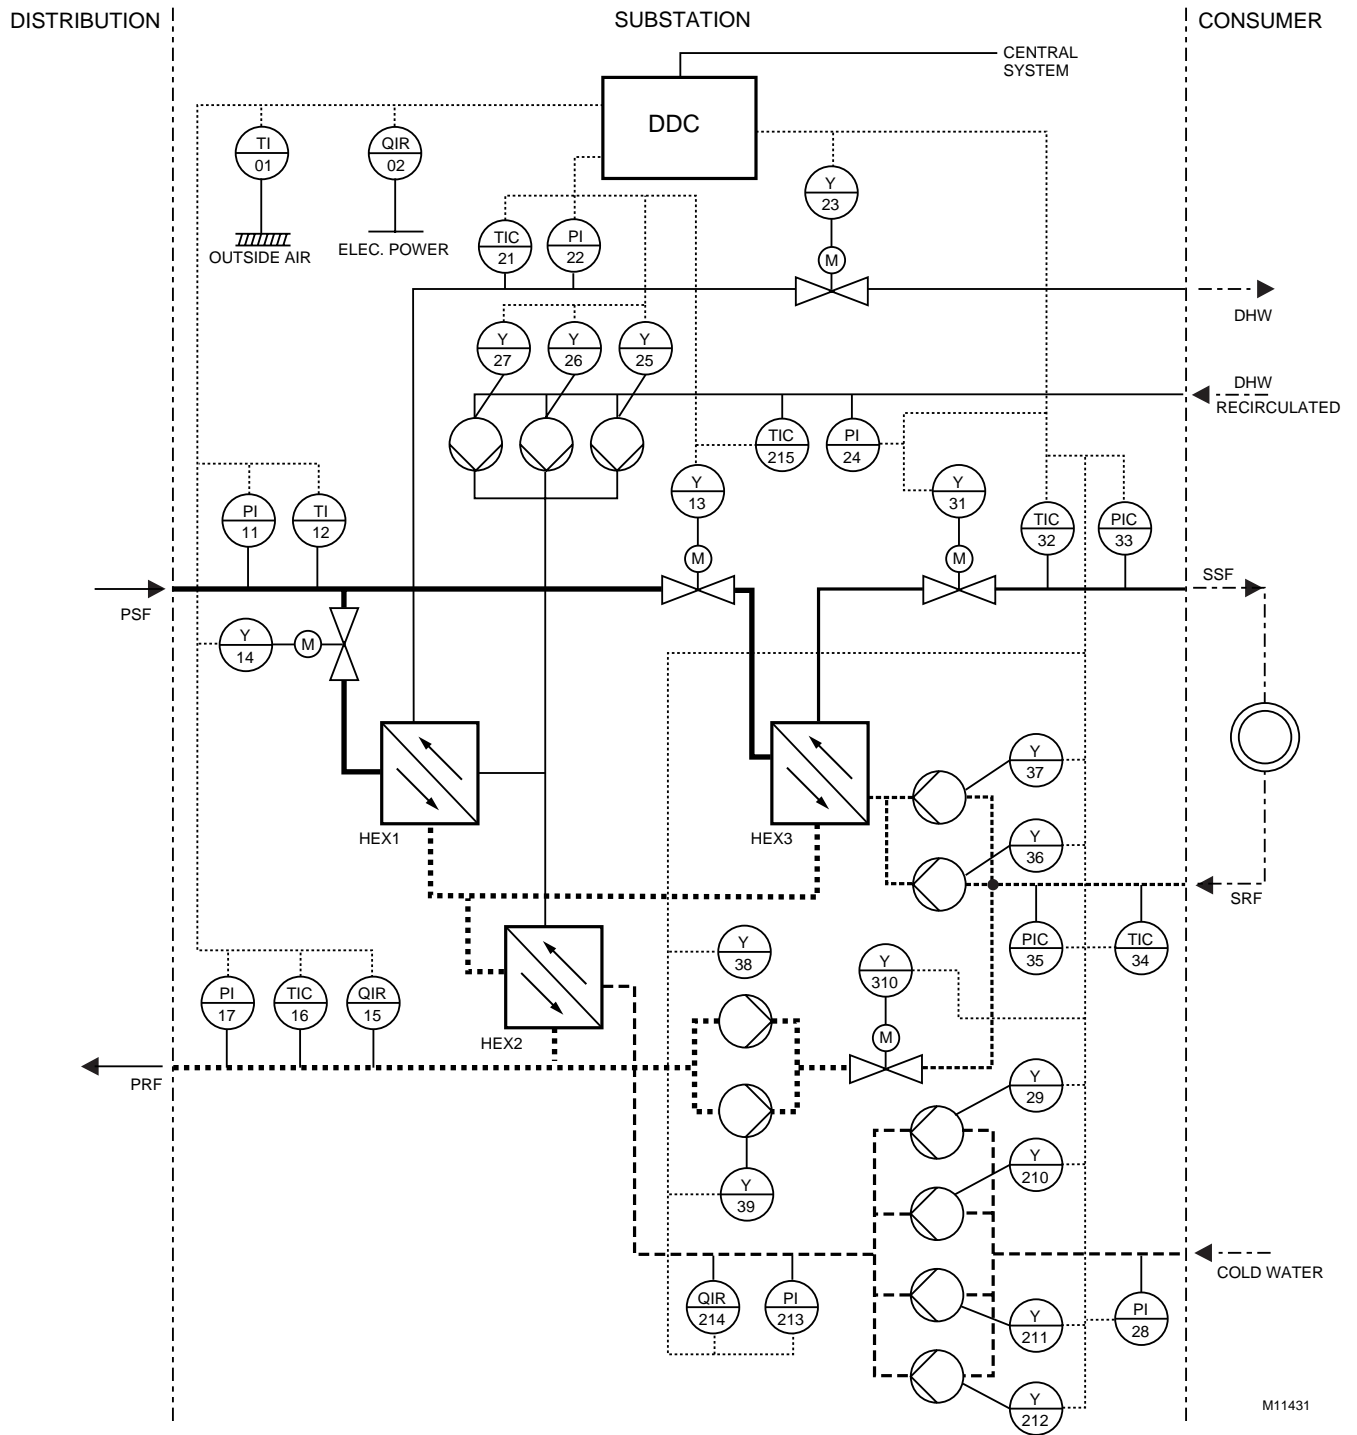 DISTRIBUTION
SUBSTATION
CONSUMER
CENTRAL
SYSTEM
DDC
TI
01
QIR
02
Y
23
OUTSIDE AIR
ELEC. POWER
TIC
21
PI
22
M
DHW
Y
27
Y
26
Y
25
DHW
RECIRCULATED
TIC
215
PI
24
PI
11
TI
12
Y
13
Y
31
TIC
32
PIC
33
M
M
PSF
SSF
Y
14
M
HEX1
HEX3
Y
37
Y
36
SRF
PIC
35
TIC
34
Y
38
Y
310
PI
17
TIC
16
QIR
15
HEX2
M
PRF
Y
29
Y
210
Y
39
COLD WATER
QIR
214
PI
213
Y
211
PI
28
Y
212
M11431